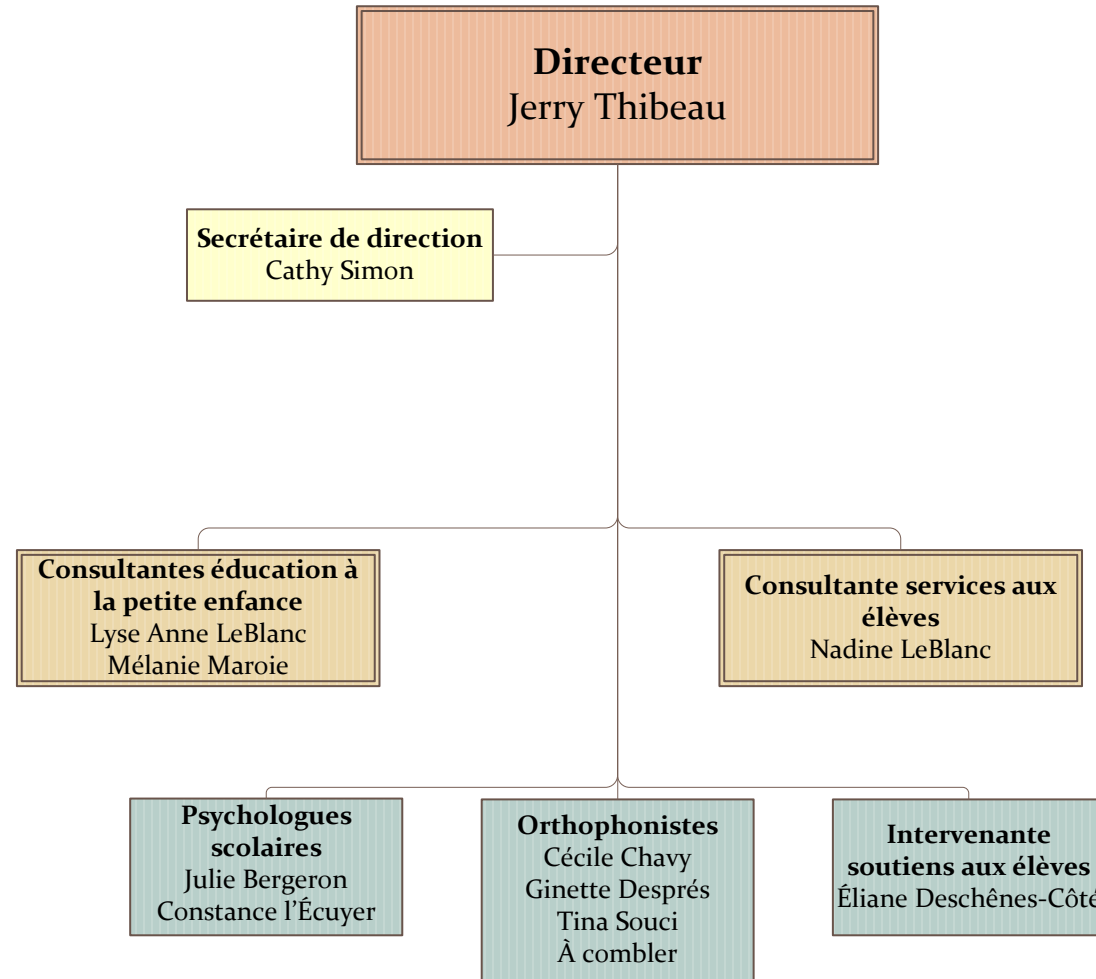 Directeur
Jerry Thibeau
Secrétaire de direction
Cathy Simon
Consultantes éducation à
la petite enfance
Lyse Anne LeBlanc
Mélanie Maroie
Consultante services aux
élèves
Nadine LeBlanc
Psychologues
scolaires
Julie Bergeron
Constance l’Écuyer
Orthophonistes
Cécile Chavy
Ginette Després
Tina Souci
À combler
Intervenante
soutiens aux élèves
Éliane Deschênes-Côté